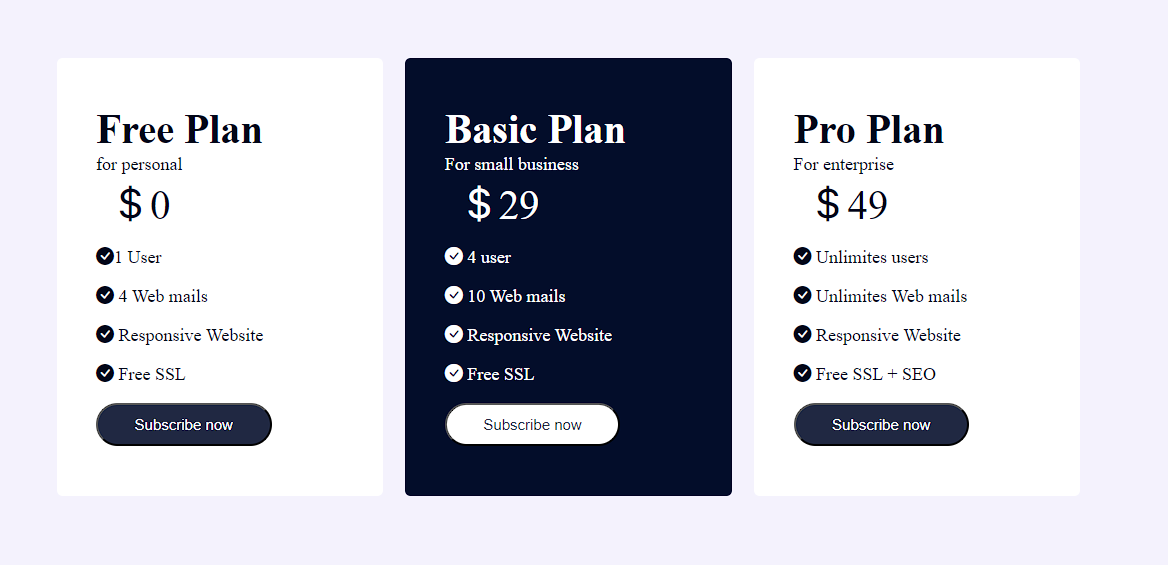 Free Plan
for personal
$ 0
1 User
4 Web mails
Responsive Website
Free SSL
Subscribe now
Basic Plan
For small business
$ 29
4 user
10 Web mails
Responsive Website
Free SSL
Subscribe now
Pro Plan
For enterprise
$ 49
Unlimites users
Unlimites Web mails
Responsive Website
Free SSL + SEO
Subscribe now